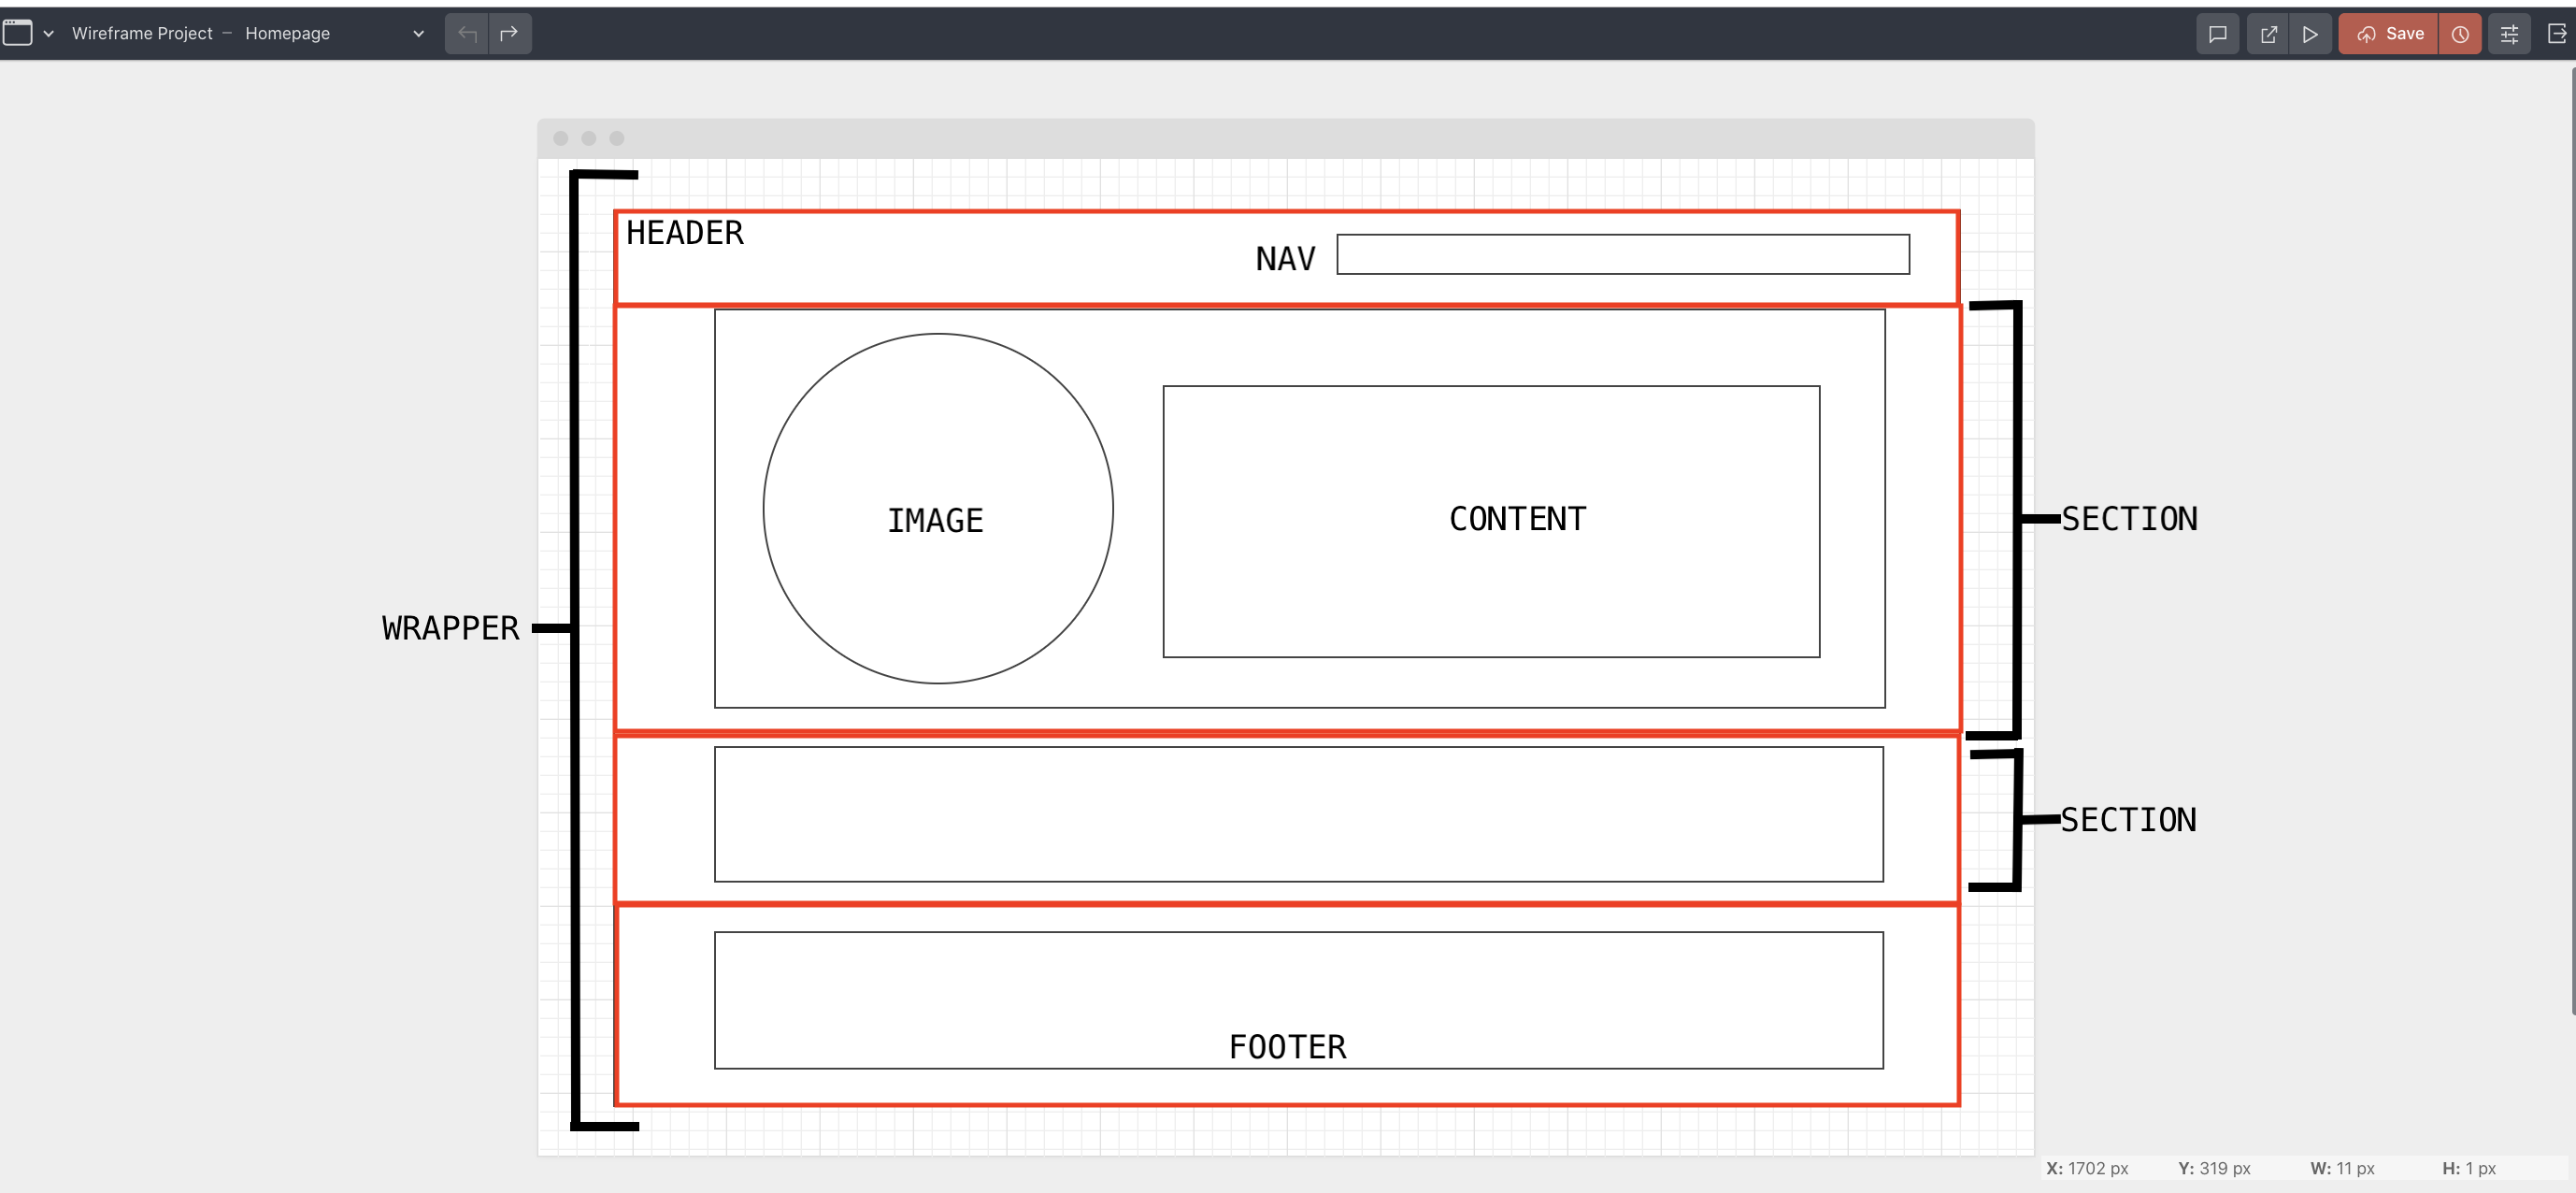 Wireframe Project – Homepage
Save
HEADER
NAV
IMAGE
CONTENT
SECTION
WRAPPER
SECTION
FOOTER
X: 1702 px Y: 319 px W: 11 px H: 1 px